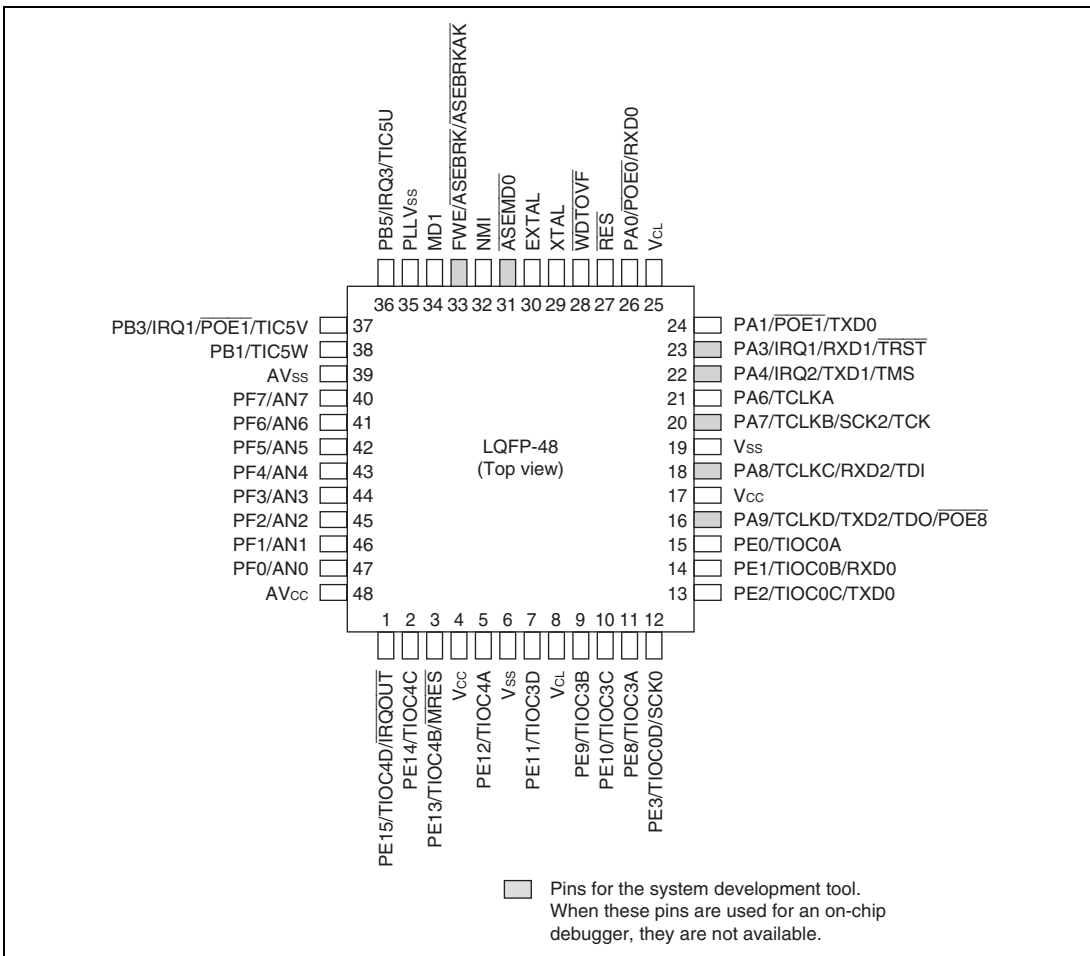 PB5/IRQ3/TIC5U
PLLVss
MD1
FWE/ASEBRK/ASEBRKAK
NMI
ASEMD0
EXTAL
XTAL
WDTOVF
RES
PA0/POE0/RXD0
VCL
36 35 34 33 32 31 30 29 28 27 26 25
PB3/IRQ1/POE1/TIC5V 37
PB1/TIC5W 38
AVss 39
PF7/AN7 40
PF6/AN6 41
PF5/AN5 42
PF4/AN4 43
PF3/AN3 44
PF2/AN2 45
PF1/AN1 46
PF0/AN0 47
AVcc 48
LQFP-48
(Top view)
24 PA1/POE1/TXD0
23 PA3/IRQ1/RXD1/TRST
22 PA4/IRQ2/TXD1/TMS
21 PA6/TCLKA
20 PA7/TCLKB/SCK2/TCK
19 Vss
18 PA8/TCLKC/RXD2/TDI
17 Vcc
16 PA9/TCLKD/TXD2/TDO/POE8
15 PE0/TIOC0A
14 PE1/TIOC0B/RXD0
13 PE2/TIOC0C/TXD0
1 2 3 4 5 6 7 8 9 10 11 12
PE15/TIOC4D/IRQOUT
PE14/TIOC4C
PE13/TIOC4B/MRES
Vcc
PE12/TIOC4A
Vss
PE11/TIOC3D
VCL
PE9/TIOC3B
PE10/TIOC3C
PE8/TIOC3A
PE3/TIOC0D/SCK0
Pins for the system development tool.
When these pins are used for an on-chip
debugger, they are not available.